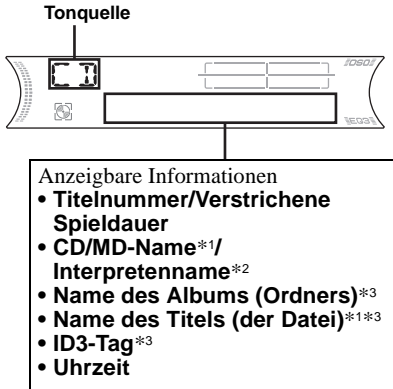 Tonquelle
Anzeigbare Informationen
• Titelnummer/Verstrichene
Spieldauer
• CD/MD-Name*1/
Interpretenname*2
• Name des Albums (Ordners)*3
• Name des Titels (der Datei)*1*3
• ID3-Tag*3
• Uhrzeit